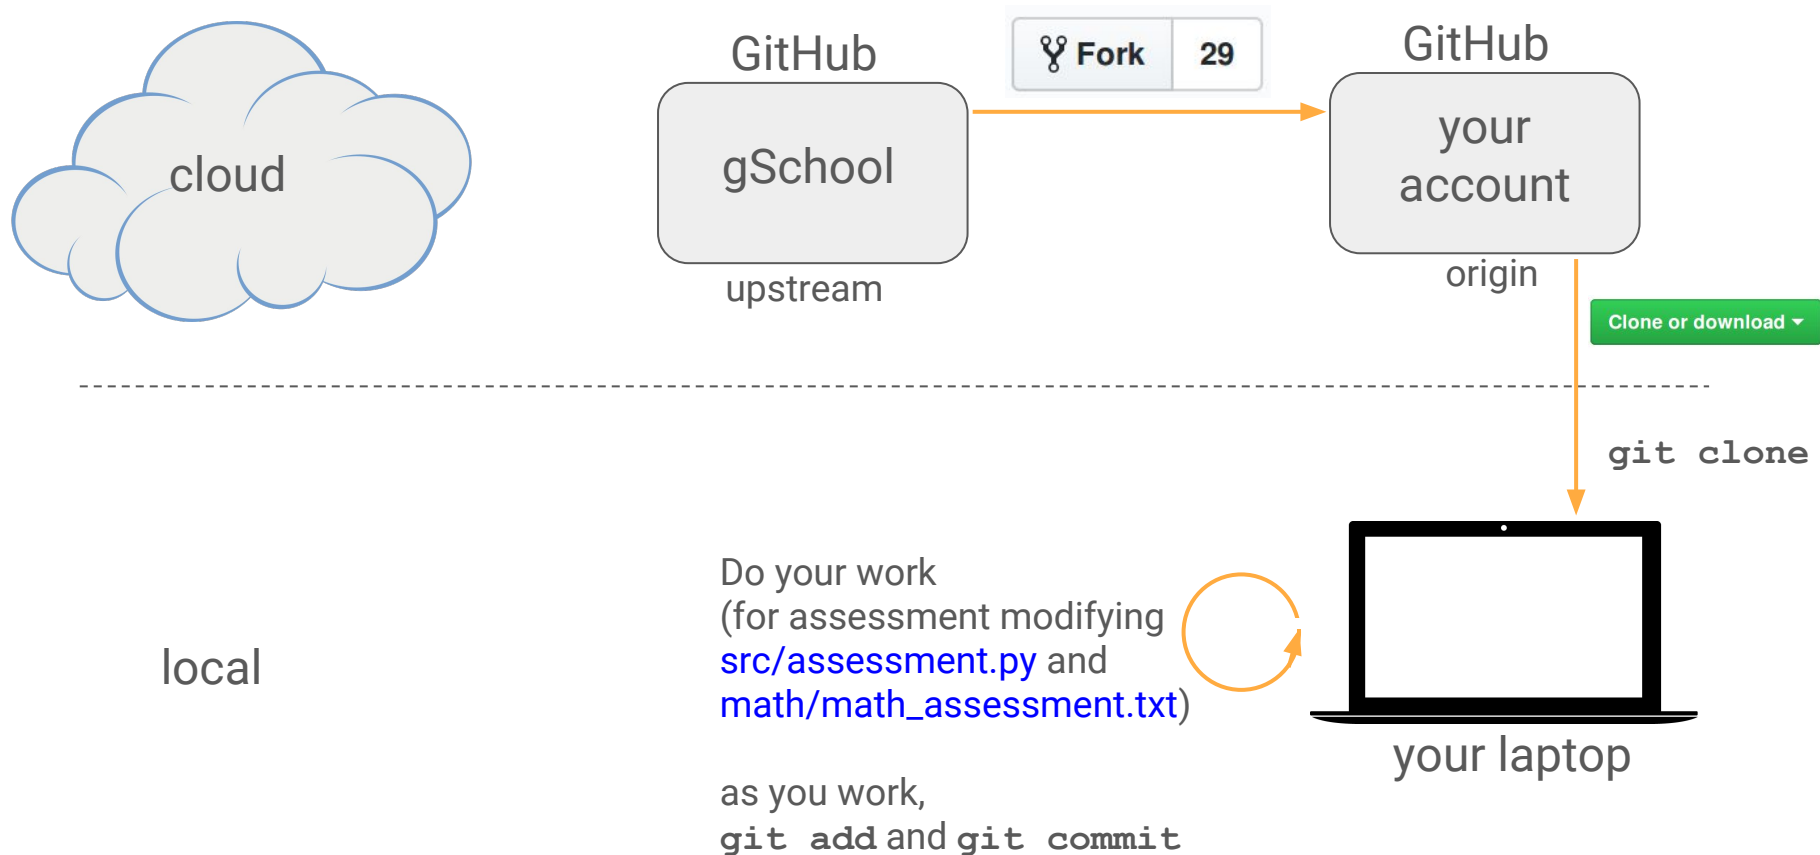 cloud
GitHub
gSchool
upstream
Fork 29
GitHub
your
account
origin
Clone or download
git clone
local
Do your work
(for assessment modifying
src/assessment.py and
math/math_assessment.txt)
as you work,
git add and git commit
your laptop